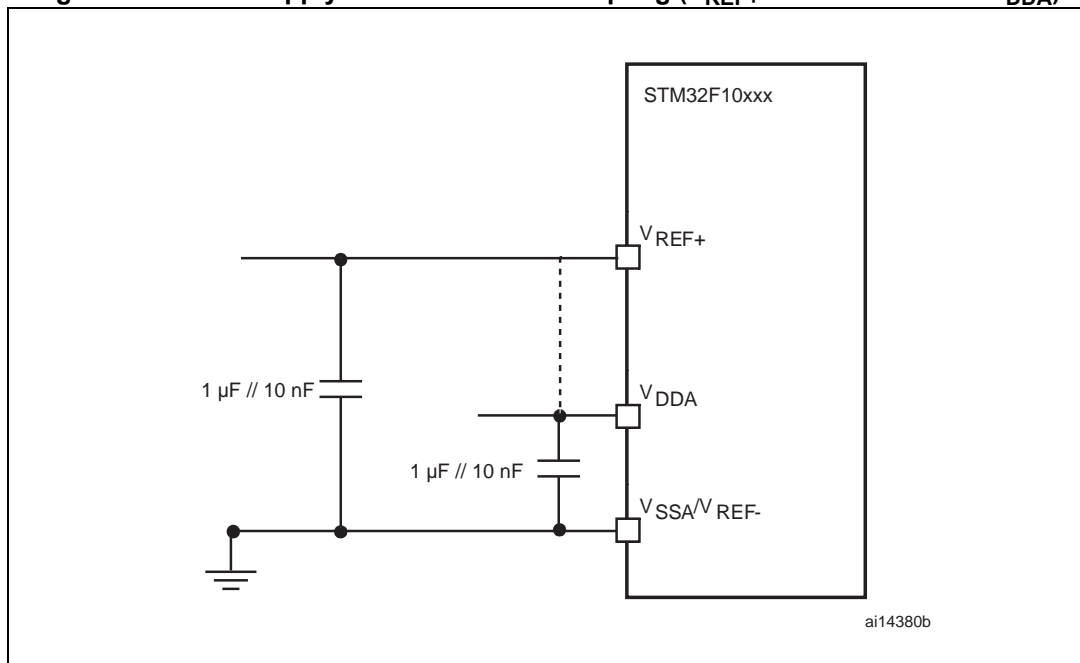 STM32F10xxx
VREF+
1 µF // 10 nF
VDDA
1 µF // 10 nF
VSSA/VREF-
ai14380b